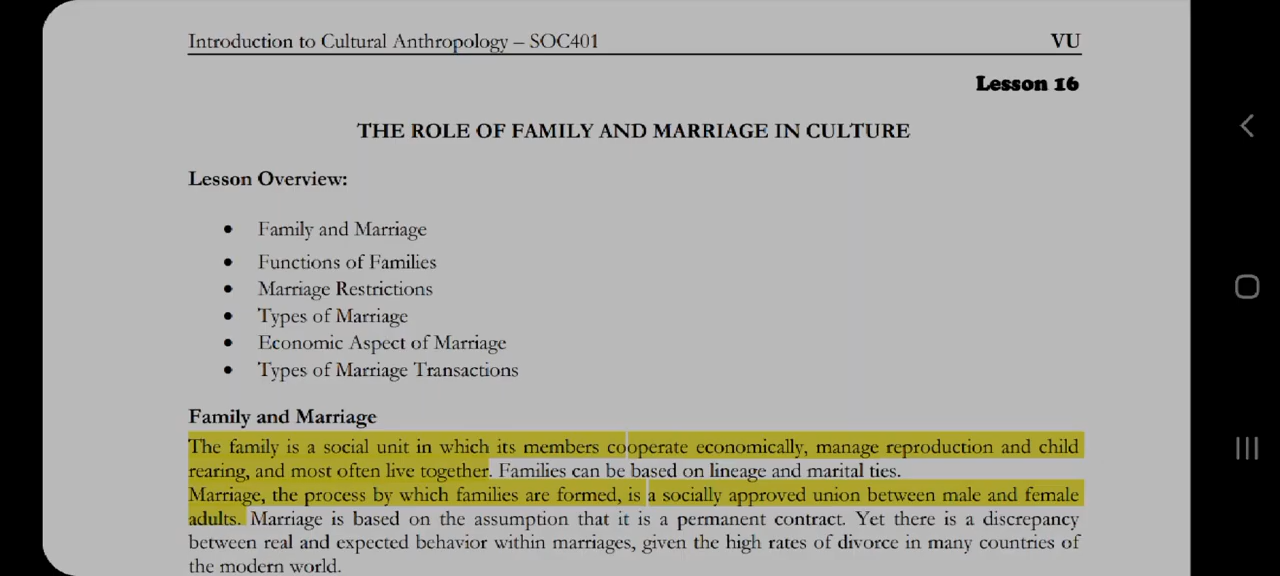 Introduction to Cultural Anthropology – SOC401 VU
Lesson 16
THE ROLE OF FAMILY AND MARRIAGE IN CULTURE
Lesson Overview:
• Family and Marriage
• Functions of Families
• Marriage Restrictions
• Types of Marriage
• Economic Aspect of Marriage
• Types of Marriage Transactions
Family and Marriage
The family is a social unit in which its members cooperate economically, manage reproduction and child
rearing, and most often live together. Families can be based on lineage and marital ties.
Marriage, the process by which families are formed, is a socially approved union between male and female
adults. Marriage is based on the assumption that it is a permanent contract. Yet there is a discrepancy
between real and expected behavior within marriages, given the high rates of divorce in many countries of
the modern world.